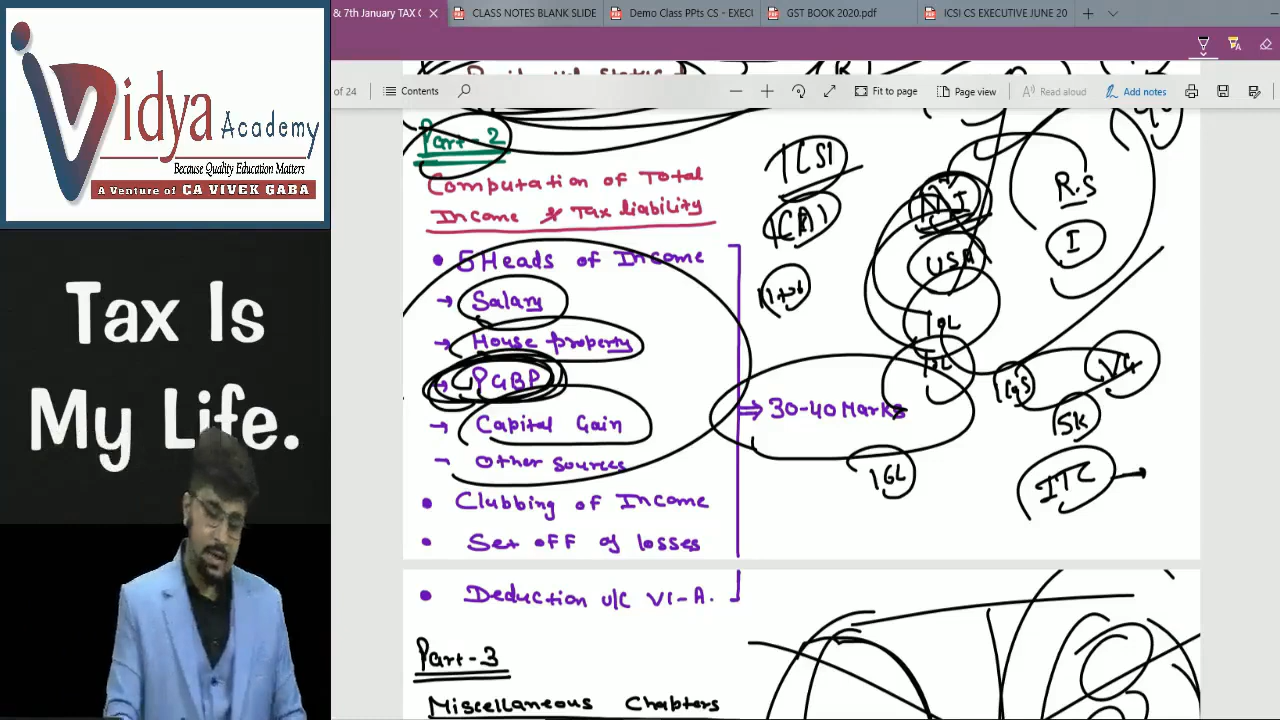 & 7th January TAX C
CLASS NOTES BLANK SLIDE
Demo Class PPts CS - EXECU
GST BOOK 2020.pdf
ICSI CS EXECUTIVE JUNE 20
of 24
Contents
Fit to page
Page view
Read aloud
Add notes
Vidya Academy
Because Quality Education Matters
A Venture of CA VIVEK GABA
Tax Is
My Life.
Part-2
Computation of Total
Income & Tax liability
• 5 Heads of Income
→ Salary
→ House property
→ PGBP
→ Capital Gain
- Other Sources
• Clubbing of Income
• Set off of losses
• Deduction u/c VI-A.
⇒ 30-40 Marks
ICSI
ICAI
R.S
I
USA
IGL
IGL
VG
SK
ITC →
Part-3
Miscellaneous Chapters